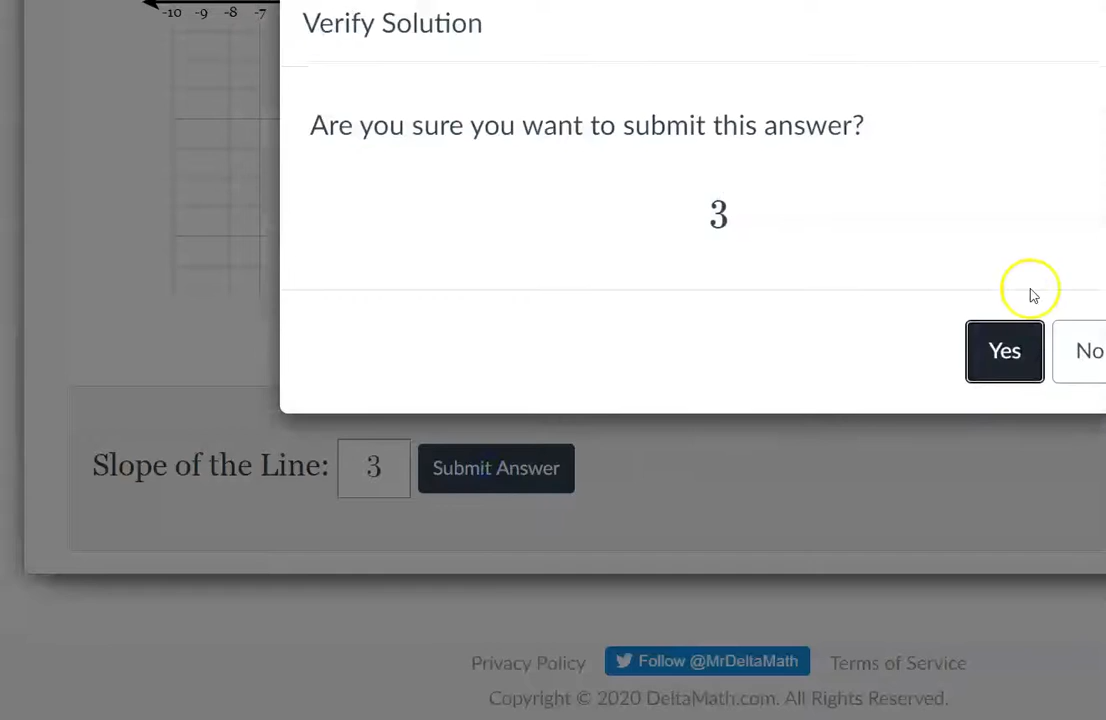 Verify Solution
-10 -9 -8 -7
Are you sure you want to submit this answer?
3
Yes
No
Slope of the Line: 3 Submit Answer
Privacy Policy Follow @MrDeltaMath Terms of Service
Copyright © 2020 DeltaMath.com. All Rights Reserved.